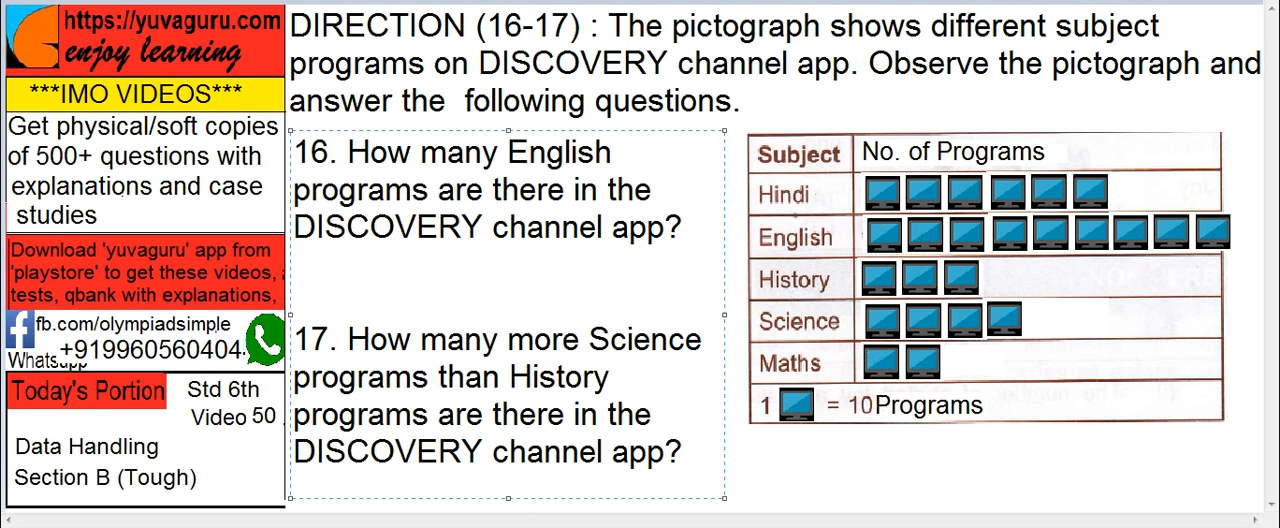 https://yuvaguru.com
enjoy learning
***IMO VIDEOS***
Get physical/soft copies
of 500+ questions with
explanations and case
studies
Download 'yuvaguru' app from
'playstore' to get these videos,
tests, qbank with explanations,
fb.com/olympiadsimple
Whatsapp +919960560404
Today's Portion
Std 6th
Video 50
Data Handling
Section B (Tough)
DIRECTION (16-17) : The pictograph shows different subject
programs on DISCOVERY channel app. Observe the pictograph and
answer the following questions.
16. How many English
programs are there in the
DISCOVERY channel app?
17. How many more Science
programs than History
programs are there in the
DISCOVERY channel app?
Subject No. of Programs
Hindi
English
History
Science
Maths
1 = 10 Programs